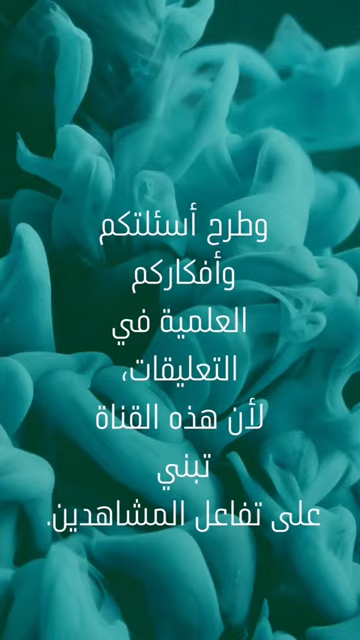 وطرح أسئلتكم
وأفكاركم
العلمية في
التعليقات،
لأن هذه القناة
تبني
على تفاعل المشاهدين.